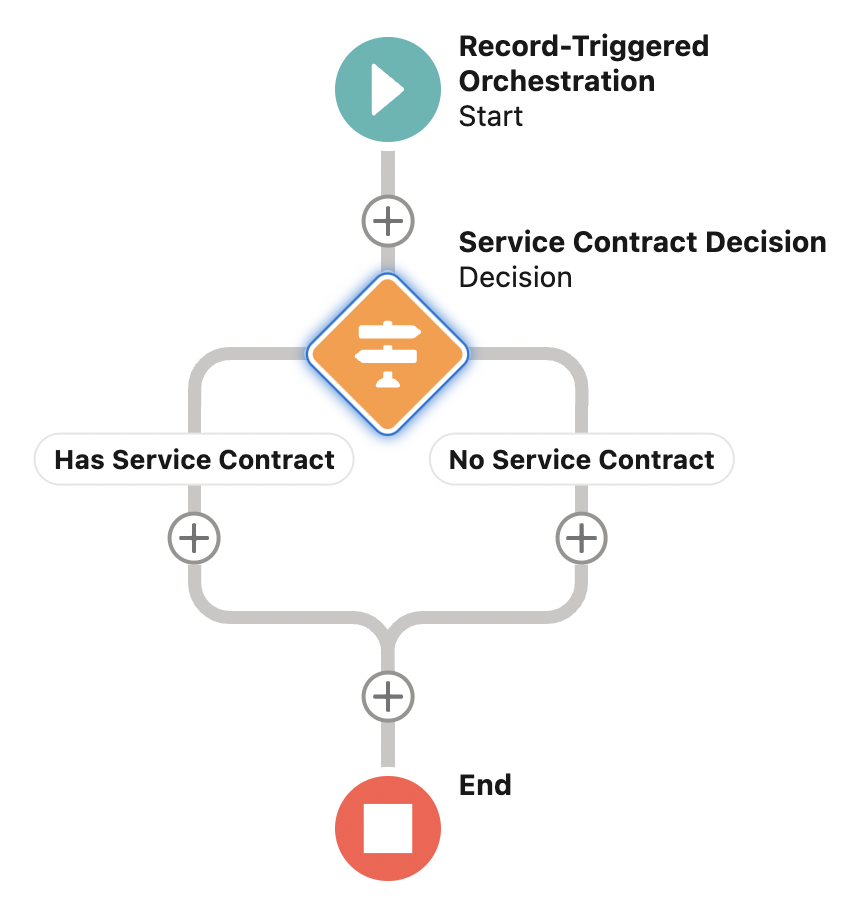 Record-Triggered
Orchestration
Start
Service Contract Decision
Decision
Has Service Contract
No Service Contract
End